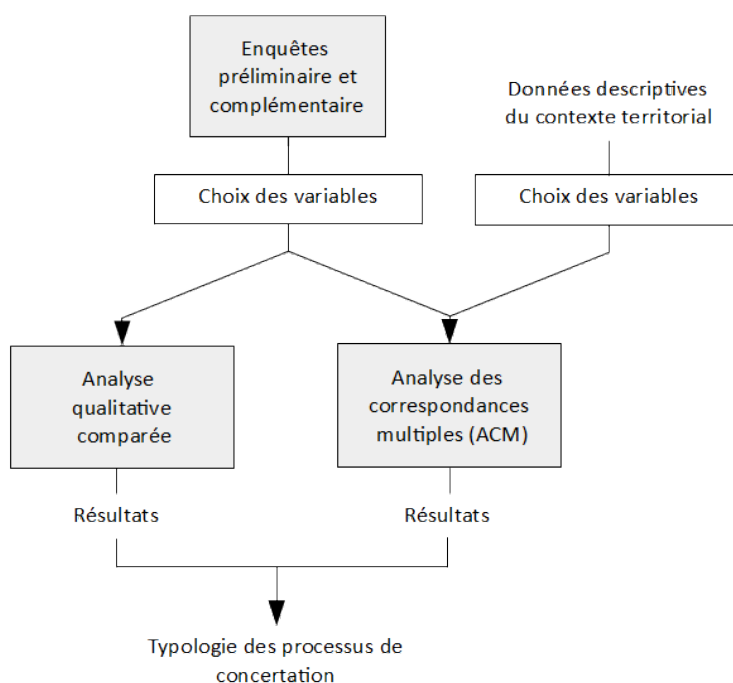 Enquêtes
préliminaire et
complémentaire
Données descriptives
du contexte territorial
Choix des variables
Choix des variables
Analyse
qualitative
comparée
Analyse des
correspondances
multiples (ACM)
Résultats
Résultats
Typologie des processus de
concertation